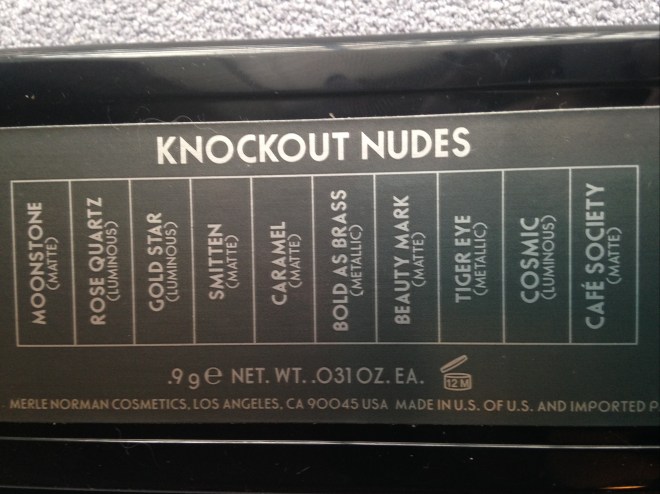 KNOCKOUT NUDES
MOONSTONE
(MATTE)
ROSE QUARTZ
(LUMINOUS)
GOLD STAR
(LUMINOUS)
SMITTEN
(MATTE)
CARAMEL
(MATTE)
BOLD AS BRASS
(METALLIC)
BEAUTY MARK
(MATTE)
TIGER EYE
(METALLIC)
COSMIC
(LUMINOUS)
CAFÉ SOCIETY
(MATTE)
.9 g e NET. WT. .031 OZ. EA.
12 M
MERLE NORMAN COSMETICS, LOS ANGELES, CA 90045 USA MADE IN U.S. OF U.S. AND IMPORTED P